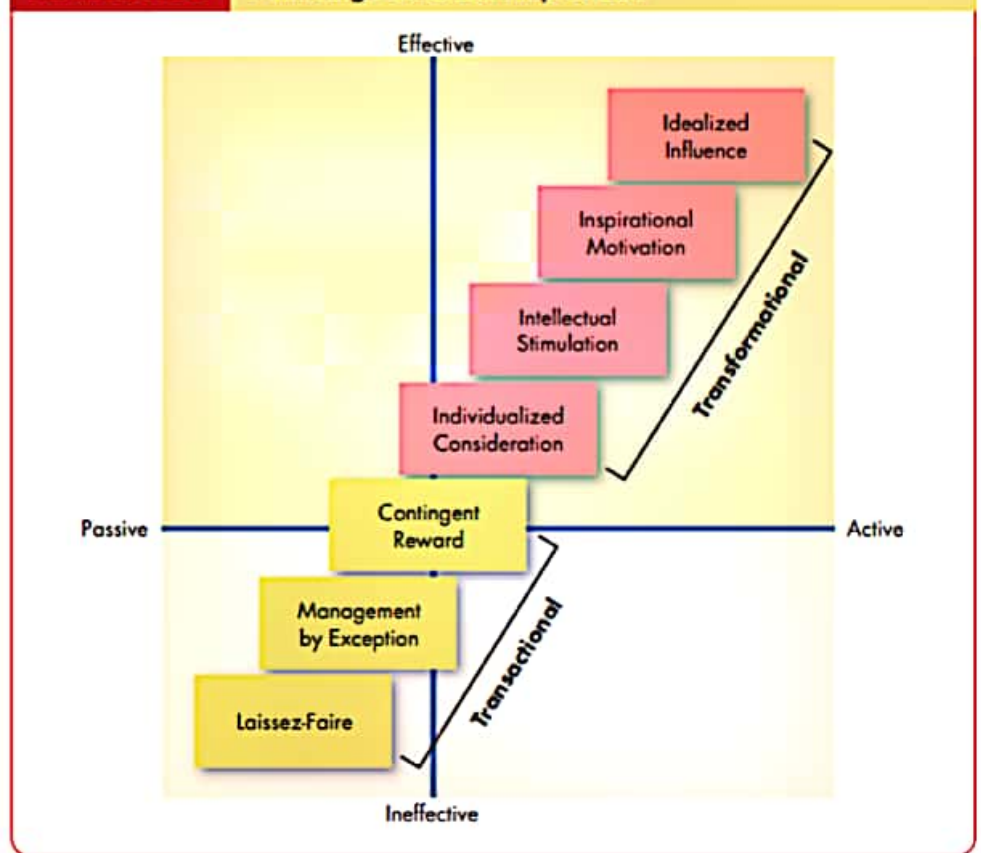 Effective
Idealized
Influence
Inspirational
Motivation
Intellectual
Stimulation
Transformational
Individualized
Consideration
Contingent
Reward
Passive
Active
Management
by Exception
Transactional
Laissez-Faire
Ineffective